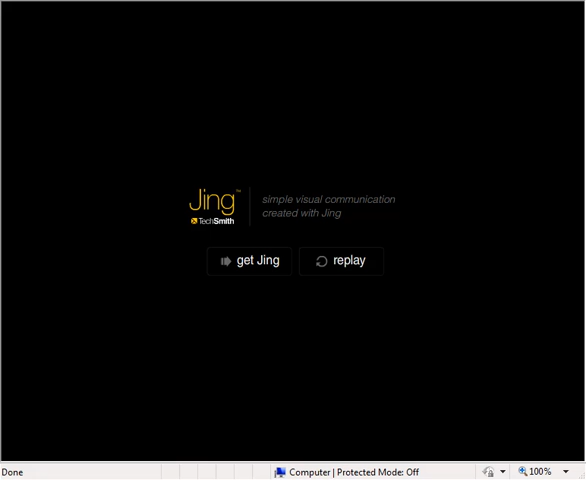 Jing™
TechSmith
simple visual communication
created with Jing
get Jing
replay
Done
Computer | Protected Mode: Off
100%